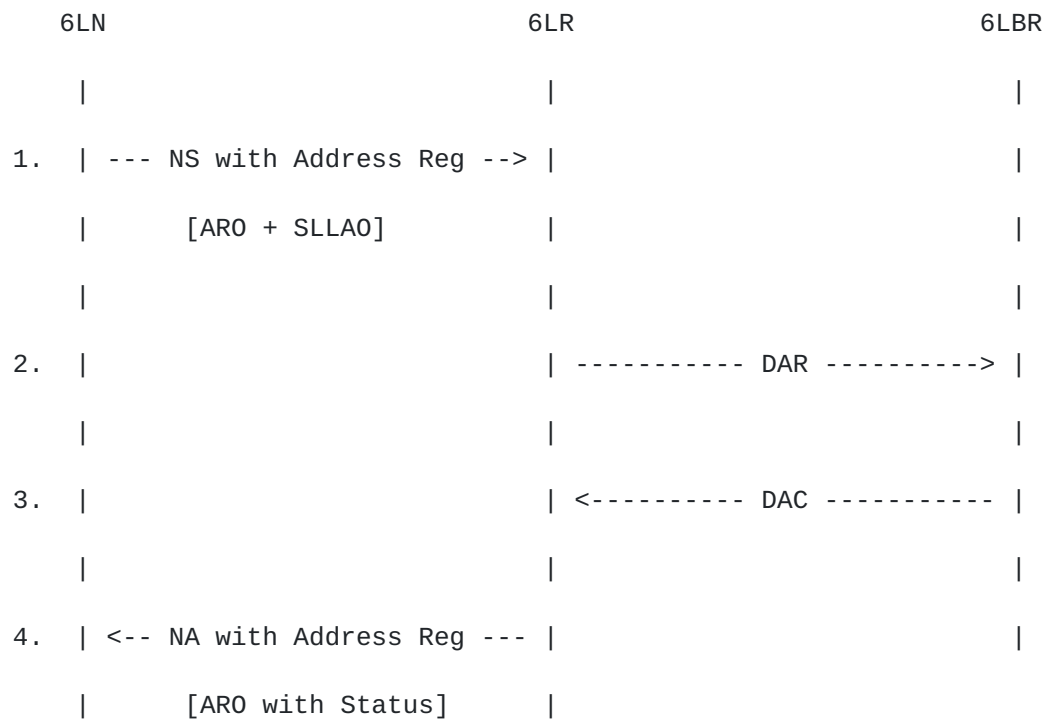 6LN                           6LR                           6LBR
 |                             |                              |
1.  | --- NS with Address Reg --> |                              |
    |      [ARO + SLLAO]          |                              |
    |                             |                              |
2.  |                             | ----------- DAR ----------> |
    |                             |                              |
3.  |                             | <---------- DAC ----------- |
    |                             |                              |
4.  | <-- NA with Address Reg --- |                              |
    |      [ARO with Status]      |